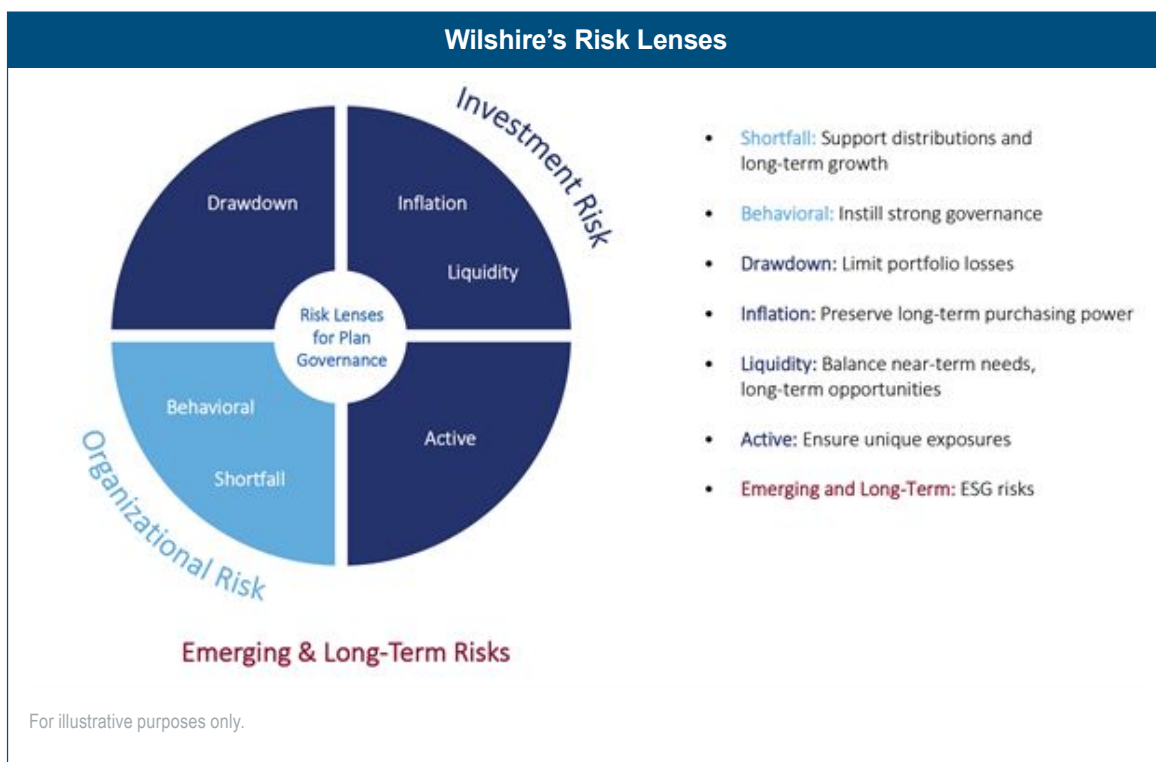 Wilshire's Risk Lenses
Investment Risk
Drawdown
Inflation
Liquidity
Risk Lenses
for Plan
Governance
Behavioral
Shortfall
Active
Organizational Risk
Emerging & Long-Term Risks
• Shortfall: Support distributions and
long-term growth
• Behavioral: Instill strong governance
• Drawdown: Limit portfolio losses
• Inflation: Preserve long-term purchasing power
• Liquidity: Balance near-term needs,
long-term opportunities
• Active: Ensure unique exposures
• Emerging and Long-Term: ESG risks
For illustrative purposes only.